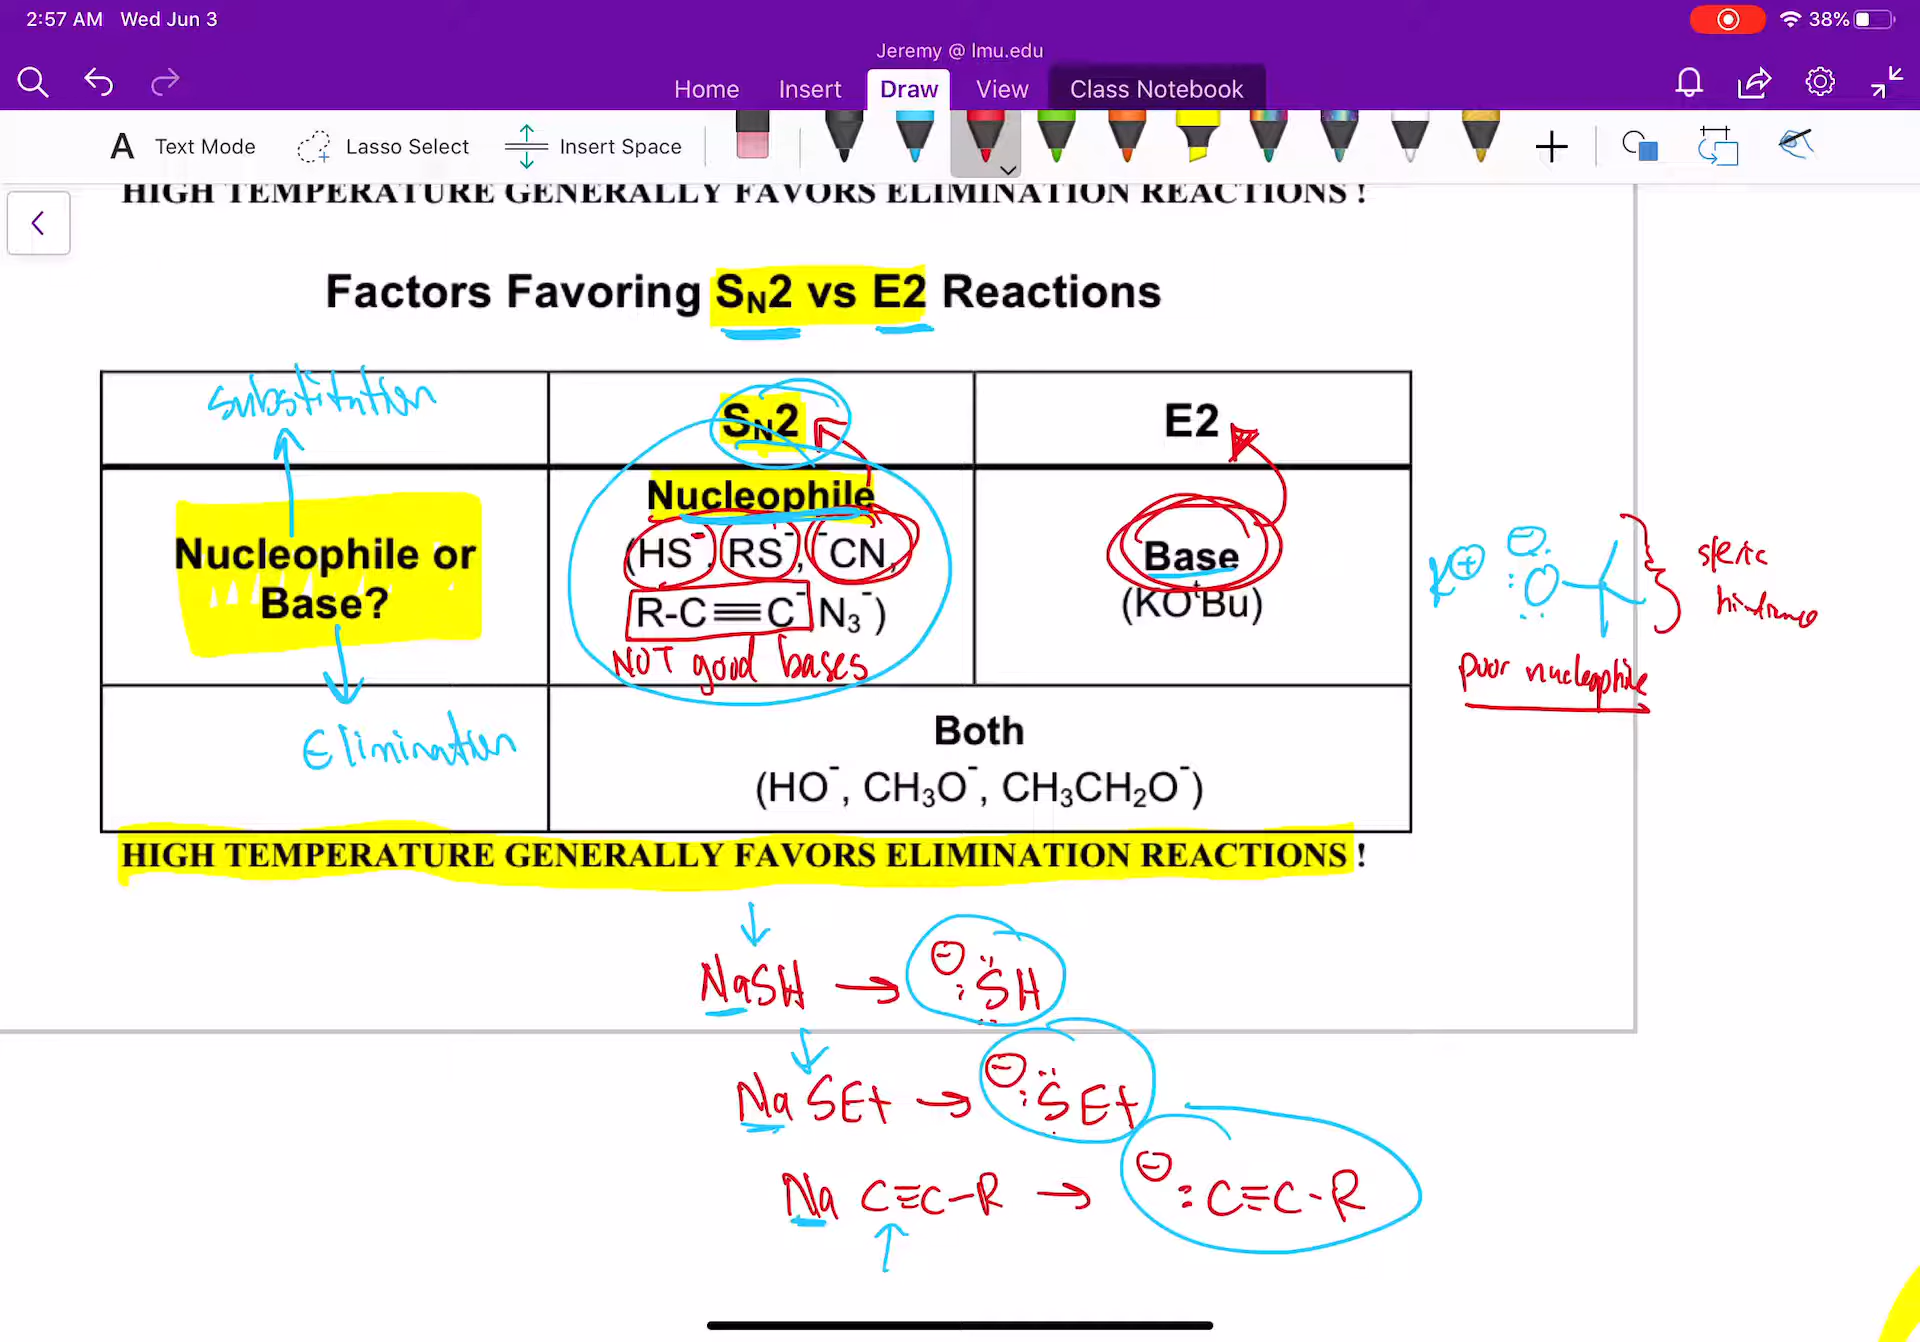 2:57 AM Wed Jun 3
38%
Jeremy @ lmu.edu
Home Insert Draw View Class Notebook
A Text Mode Lasso Select Insert Space
HIGH TEMPERATURE GENERALLY FAVORS ELIMINATION REACTIONS !
Factors Favoring SN2 vs E2 Reactions
substitution
SN2
E2
Nucleophile or
Base?
Nucleophile
(HS⁻, RS⁻, ⁻CN,
R-C≡C⁻ N₃⁻)
NOT good bases
Base
(KOᵗBu)
K⊕ ⊖ :O
steric
hindrance
poor nucleophile
Elimination
Both
(HO⁻, CH₃O⁻, CH₃CH₂O⁻)
HIGH TEMPERATURE GENERALLY FAVORS ELIMINATION REACTIONS !
NaSH → ⊖ :SH
Na SEt → ⊖ :SEt
Na C≡C-R → ⊖ :C≡C-R